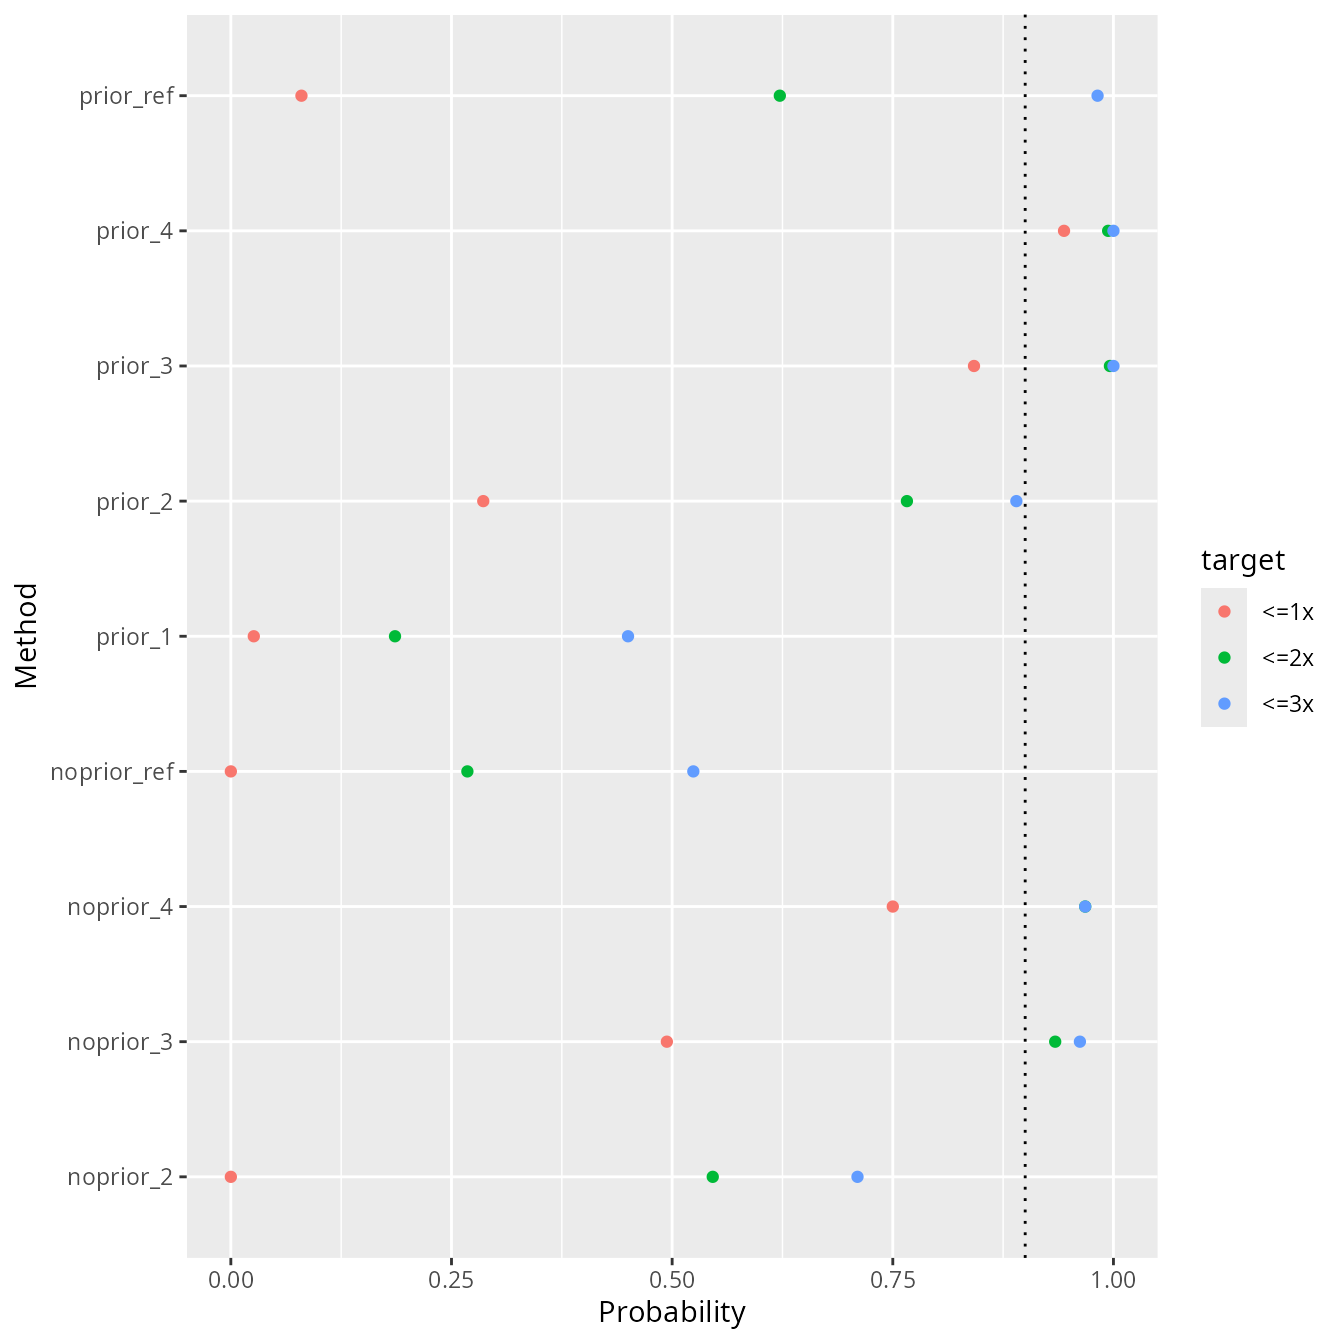 prior_ref
prior_4
prior_3
prior_2
prior_1
noprior_ref
noprior_4
noprior_3
noprior_2
Method
0.00 0.25 0.50 0.75 1.00
Probability
target
<=1x
<=2x
<=3x